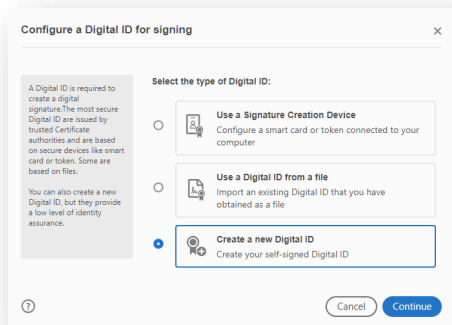 Configure a Digital ID for signing
A Digital ID is required to
create a digital
signature.The most secure
Digital ID are issued by
trusted Certificate
authorities and are based
on secure devices like smart
card or token. Some are
based on files.
You can also create a new
Digital ID, but they provide
a low level of identity
assurance.
Select the type of Digital ID:
Use a Signature Creation Device
Configure a smart card or token connected to your
computer
Use a Digital ID from a file
Import an existing Digital ID that you have
obtained as a file
Create a new Digital ID
Create your self-signed Digital ID
?
Cancel
Continue